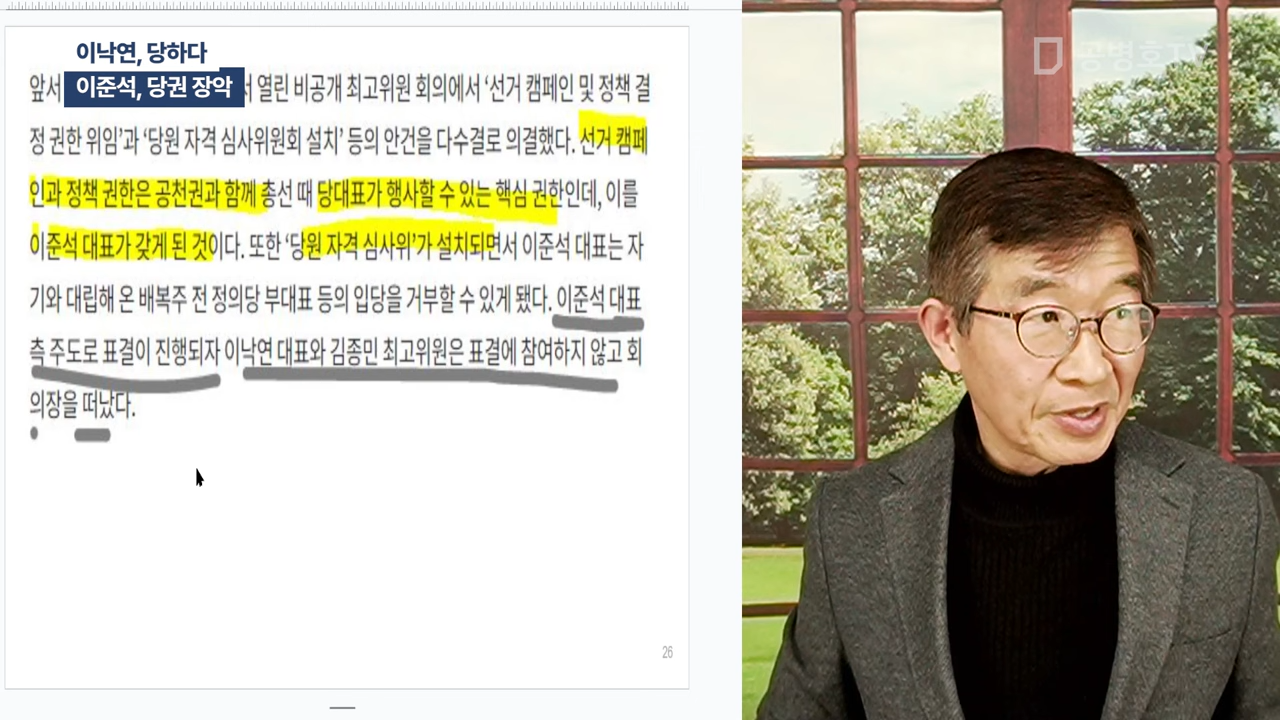 이낙연, 당하다
이준석, 당권 장악
앞서 서 열린 비공개 최고위원 회의에서 ‘선거 캠페인 및 정책 결
정 권한 위임’과 ‘당원 자격 심사위원회 설치’ 등의 안건을 다수결로 의결했다. 선거 캠페
인과 정책 권한은 공천권과 함께 총선 때 당대표가 행사할 수 있는 핵심 권한인데, 이를
이준석 대표가 갖게 된 것이다. 또한 ‘당원 자격 심사위’가 설치되면서 이준석 대표는 자
기와 대립해 온 배복주 전 정의당 부대표 등의 입당을 거부할 수 있게 됐다. 이준석 대표
측 주도로 표결이 진행되자 이낙연 대표와 김종민 최고위원은 표결에 참여하지 않고 회
의장을 떠났다.
26
공병호TV